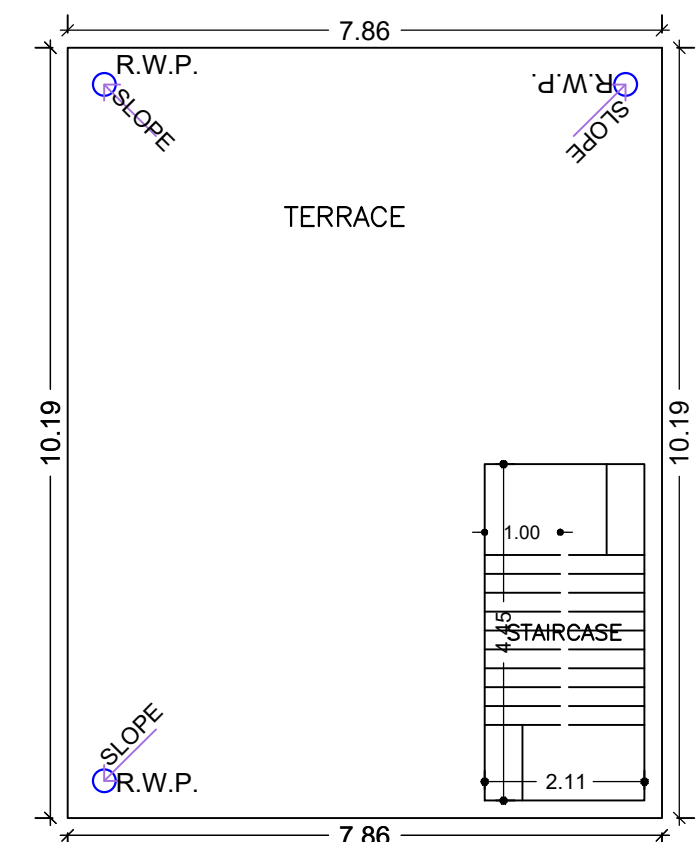 7.86
R.W.P.
R.W.P.
SLOPE
SLOPE
TERRACE
10.19
10.19
1.00
4.45
STAIRCASE
SLOPE
R.W.P.
2.11
7.86